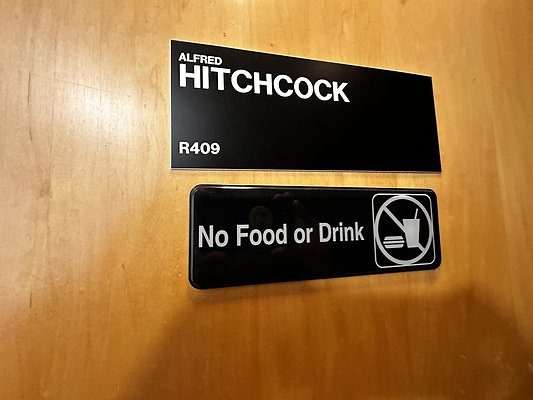 ALFRED
HITCHCOCK
R409
No Food or Drink